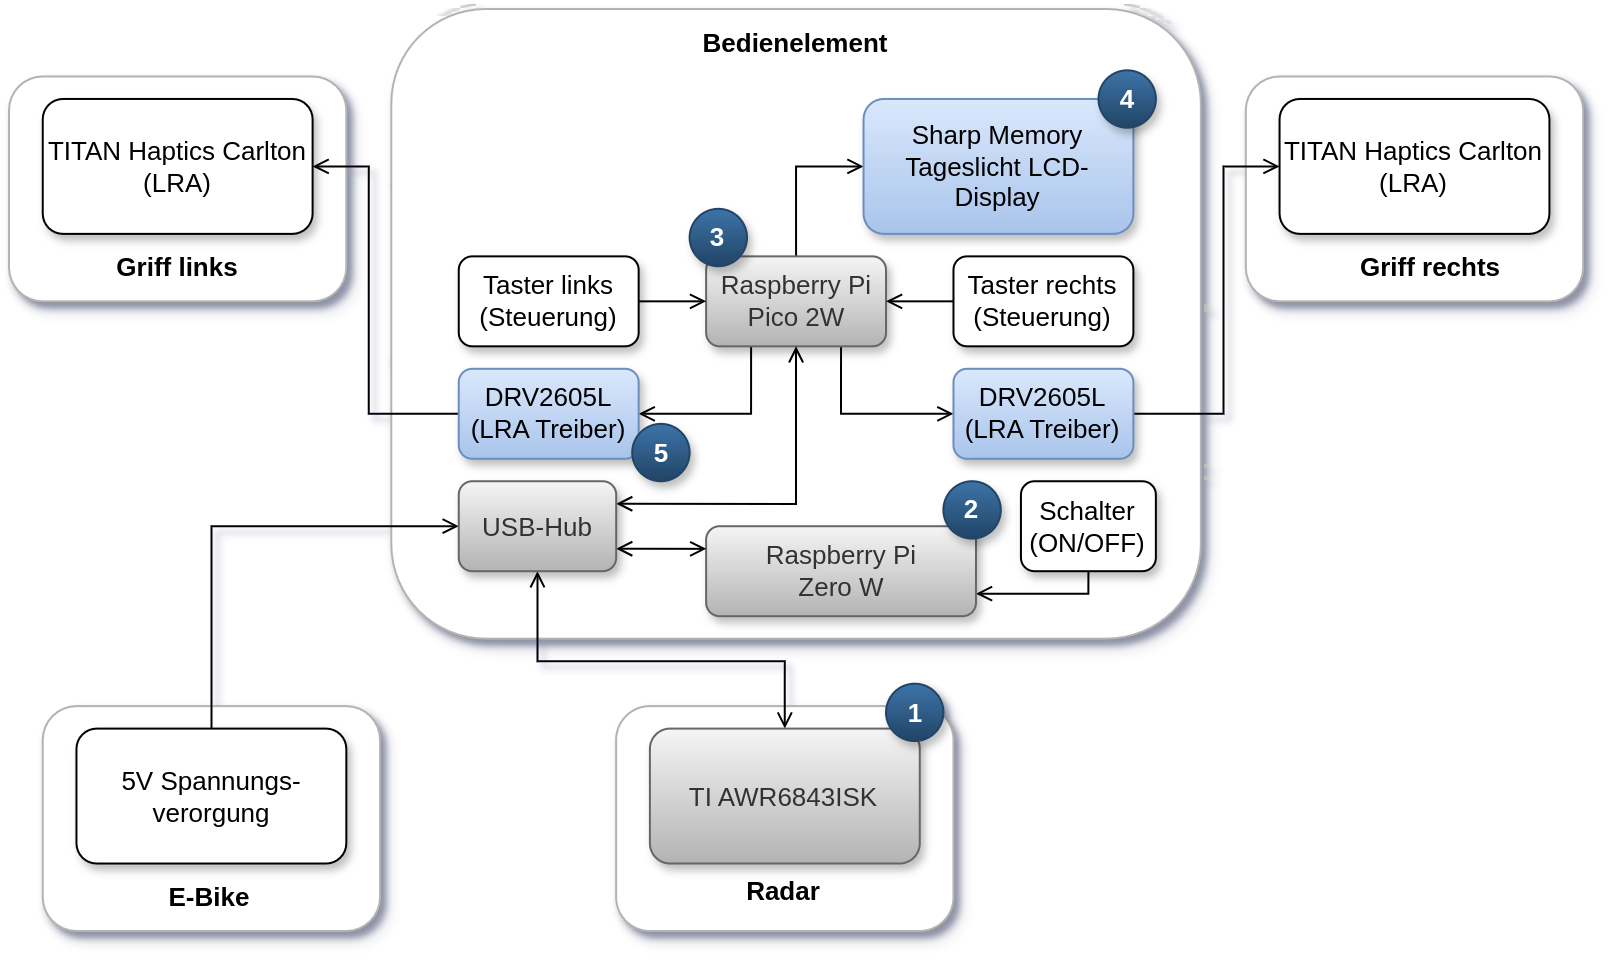 Bedienelement
TITAN Haptics Carlton
(LRA)
Griff links
4
Sharp Memory
Tageslicht LCD-
Display
TITAN Haptics Carlton
(LRA)
Griff rechts
3
Taster links
(Steuerung)
Raspberry Pi
Pico 2W
Taster rechts
(Steuerung)
DRV2605L
(LRA Treiber)
5
DRV2605L
(LRA Treiber)
USB-Hub
2
Raspberry Pi
Zero W
Schalter
(ON/OFF)
5V Spannungs-
verorgung
E-Bike
1
TI AWR6843ISK
Radar